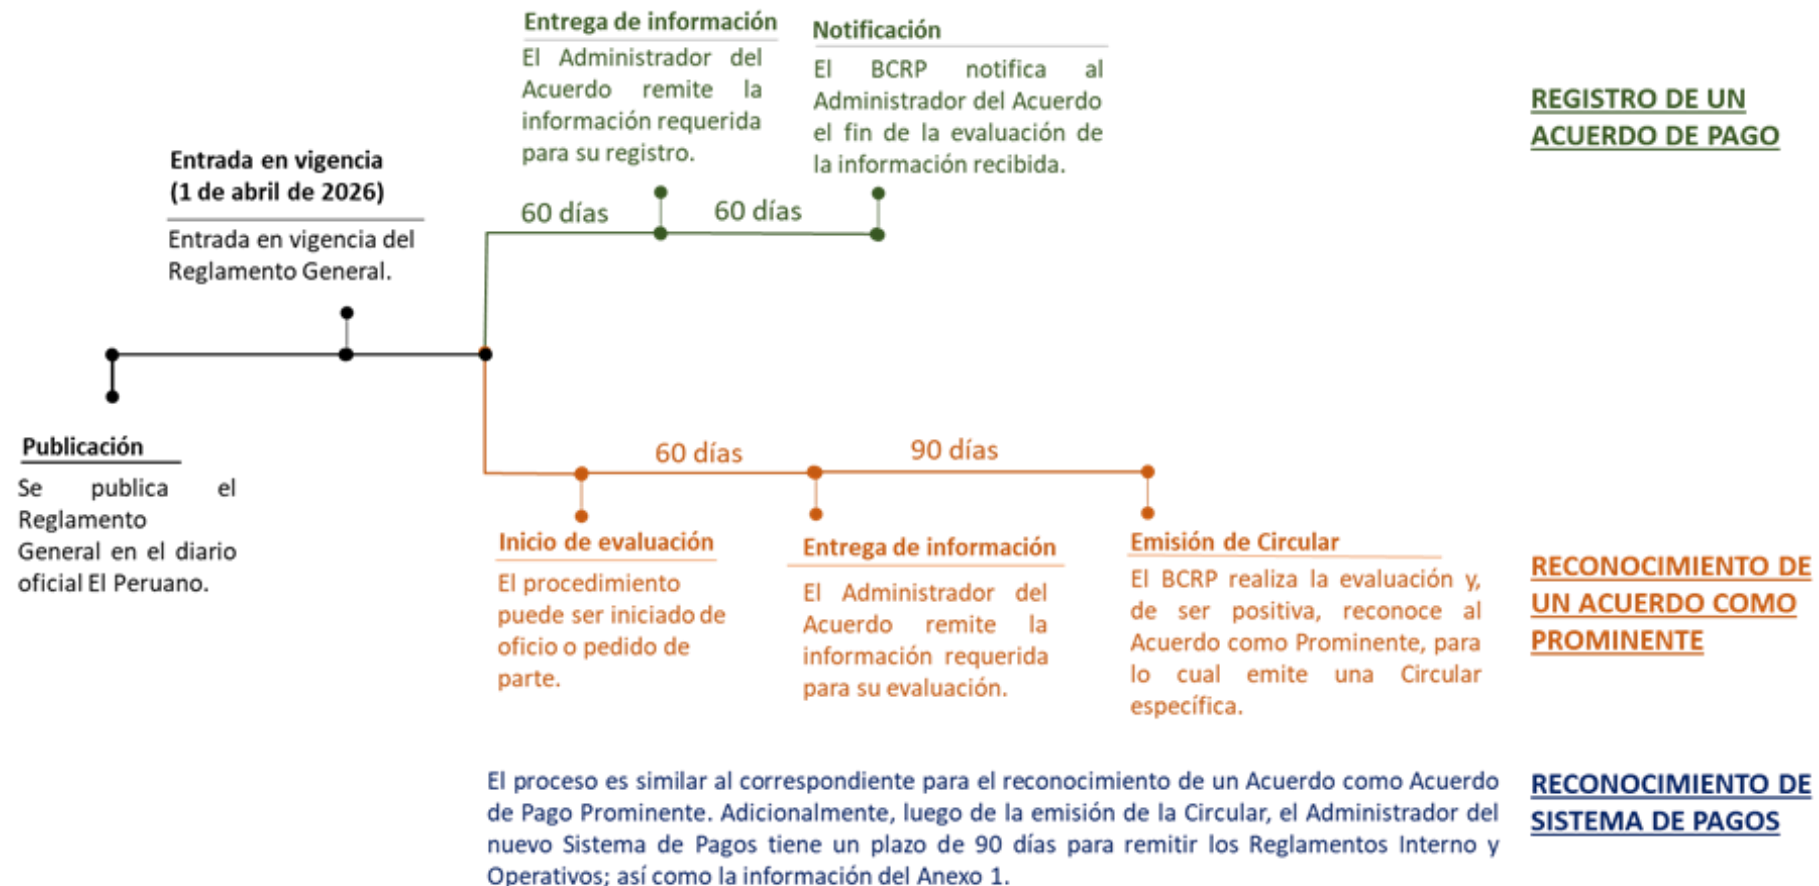 Entrega de información
El Administrador del
Acuerdo remite la
información requerida
para su registro.
Notificación
El BCRP notifica al
Administrador del Acuerdo
el fin de la evaluación de
la información recibida.
REGISTRO DE UN
ACUERDO DE PAGO
Entrada en vigencia
(1 de abril de 2026)
Entrada en vigencia del
Reglamento General.
60 días
60 días
Publicación
Se publica el
Reglamento
General en el diario
oficial El Peruano.
60 días
90 días
Inicio de evaluación
El procedimiento
puede ser iniciado de
oficio o pedido de
parte.
Entrega de información
El Administrador del
Acuerdo remite la
información requerida
para su evaluación.
Emisión de Circular
El BCRP realiza la evaluación y,
de ser positiva, reconoce al
Acuerdo como Prominente, para
lo cual emite una Circular
específica.
RECONOCIMIENTO DE
UN ACUERDO COMO
PROMINENTE
El proceso es similar al correspondiente para el reconocimiento de un Acuerdo como Acuerdo
de Pago Prominente. Adicionalmente, luego de la emisión de la Circular, el Administrador del
nuevo Sistema de Pagos tiene un plazo de 90 días para remitir los Reglamentos Interno y
Operativos; así como la información del Anexo 1.
RECONOCIMIENTO DE
SISTEMA DE PAGOS